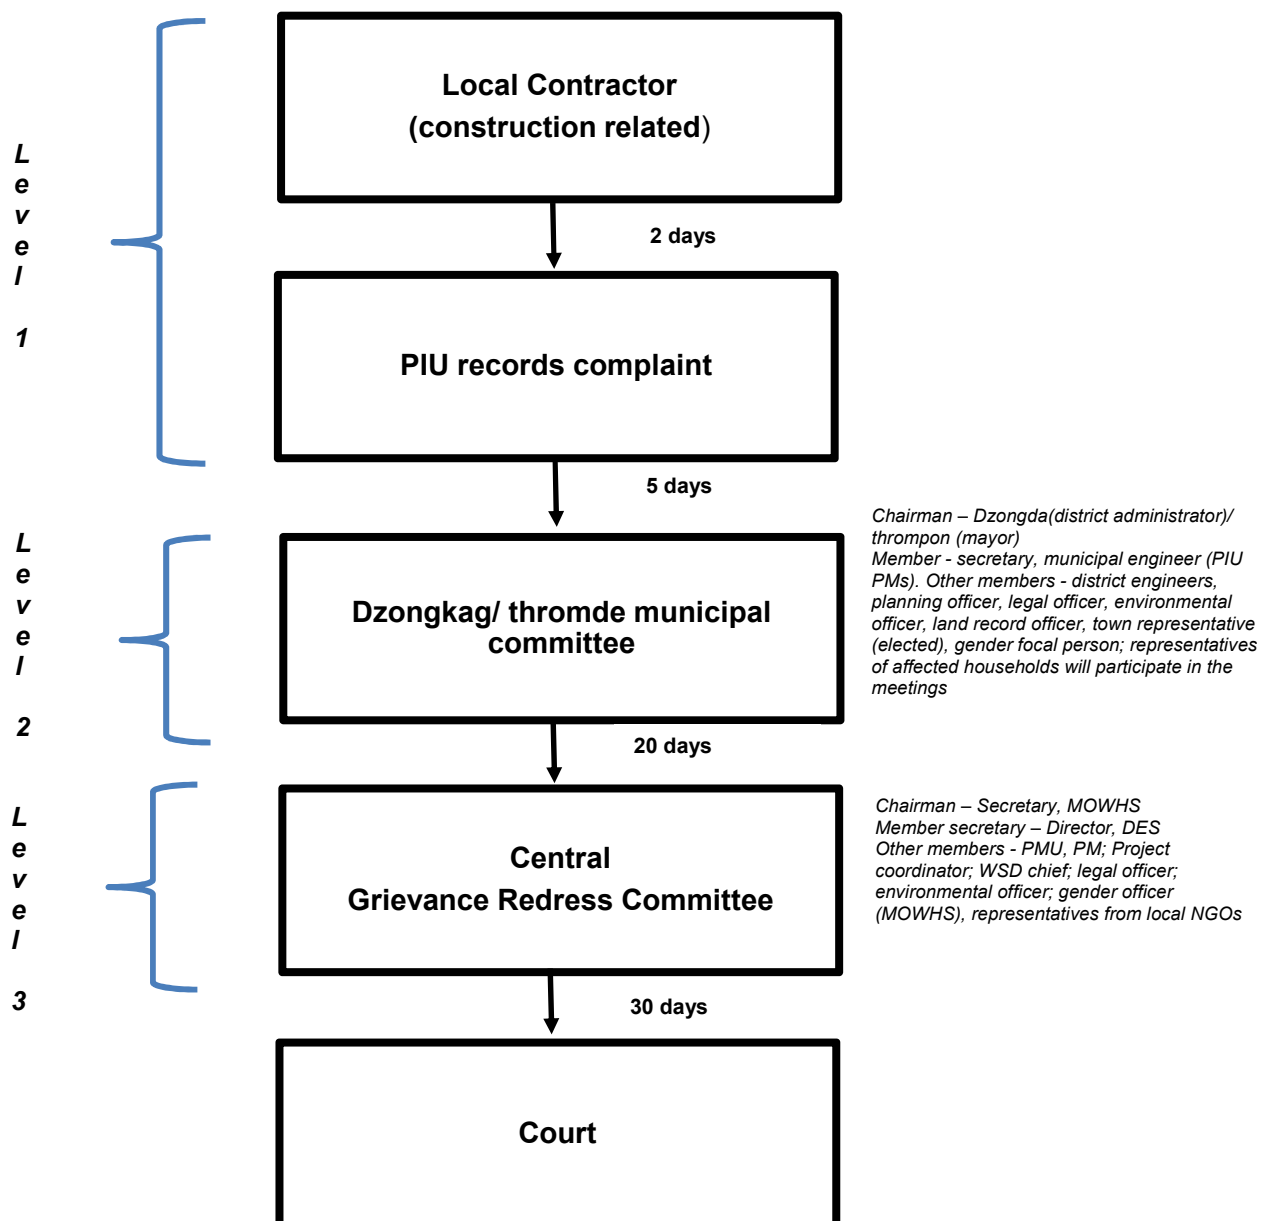 Level 1
Local Contractor
(construction related)
2 days
PIU records complaint
5 days
Level 2
Dzongkag/ thromde municipal
committee
Chairman – Dzongda(district administrator)/
thrompon (mayor)
Member - secretary, municipal engineer (PIU
PMs). Other members - district engineers,
planning officer, legal officer, environmental
officer, land record officer, town representative
(elected), gender focal person; representatives
of affected households will participate in the
meetings
20 days
Level 3
Central
Grievance Redress Committee
Chairman – Secretary, MOWHS
Member secretary – Director, DES
Other members - PMU, PM; Project
coordinator; WSD chief; legal officer;
environmental officer; gender officer
(MOWHS), representatives from local NGOs
30 days
Court